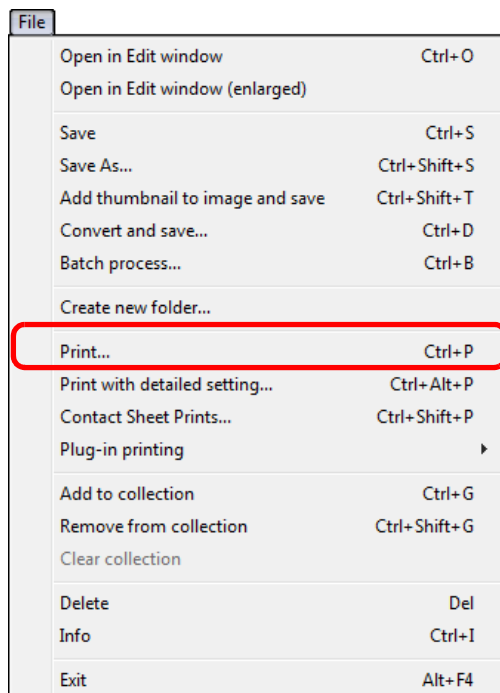 File
Open in Edit window Ctrl+O
Open in Edit window (enlarged)
Save Ctrl+S
Save As... Ctrl+Shift+S
Add thumbnail to image and save Ctrl+Shift+T
Convert and save... Ctrl+D
Batch process... Ctrl+B
Create new folder...
Print... Ctrl+P
Print with detailed setting... Ctrl+Alt+P
Contact Sheet Prints... Ctrl+Shift+P
Plug-in printing
Add to collection Ctrl+G
Remove from collection Ctrl+Shift+G
Clear collection
Delete Del
Info Ctrl+I
Exit Alt+F4